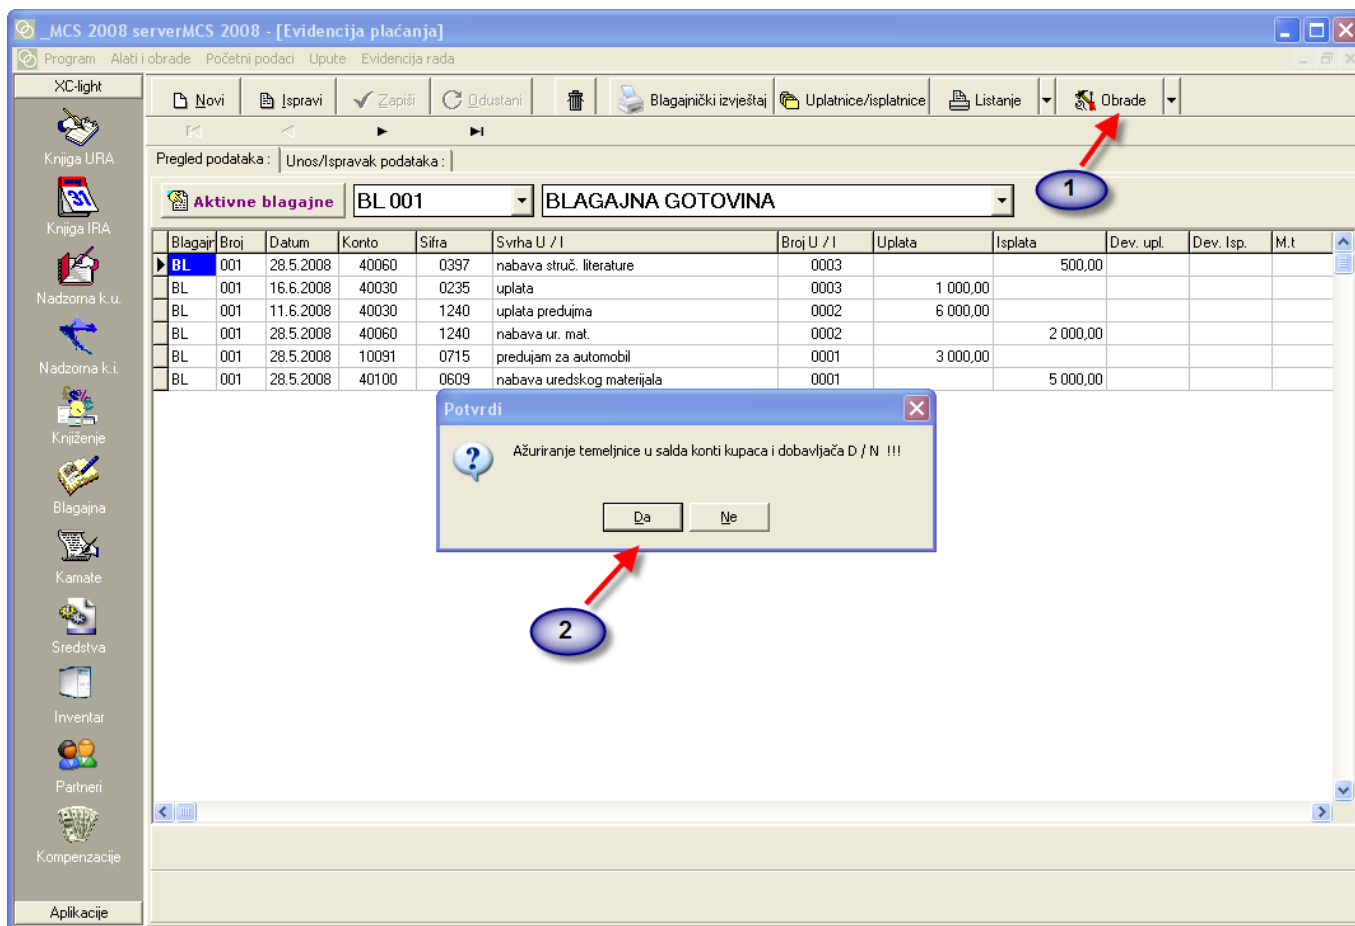 _MCS 2008 serverMCS 2008 - [Evidencija plaćanja]
Program Alati i obrade Početni podaci Upute Evidencija rada
XC-light
Novi Ispravi Zapiši Odustani Blagajnički izvještaj Uplatnice/isplatnice Listanje Obrade
1
Knjiga URA
Pregled podataka : Unos/Ispravak podataka :
Aktivne blagajne BL 001 BLAGAJNA GOTOVINA
31
Knjiga IRA
Blagajr Broj Datum Konto Sifra Svrha U / I Broj U / I Uplata Isplata Dev. upl. Dev. Isp. M.t
BL 001 28.5.2008 40060 0397 nabava struč. literature 0003 500,00
BL 001 16.6.2008 40030 0235 uplata 0003 1 000,00
Nadzorna k.u.
BL 001 11.6.2008 40030 1240 uplata predujma 0002 6 000,00
BL 001 28.5.2008 40060 1240 nabava ur. mat. 0002 2 000,00
BL 001 28.5.2008 10091 0715 predujam za automobil 0001 3 000,00
Nadzorna k.i.
BL 001 28.5.2008 40100 0609 nabava uredskog materijala 0001 5 000,00
Potvrdi
Knjiženje
Ažuriranje temeljnice u salda konti kupaca i dobavljača D / N !!!
Blagajna
Da Ne
Kamate
2
Sredstva
Inventar
Partneri
Kompenzacije
Aplikacije